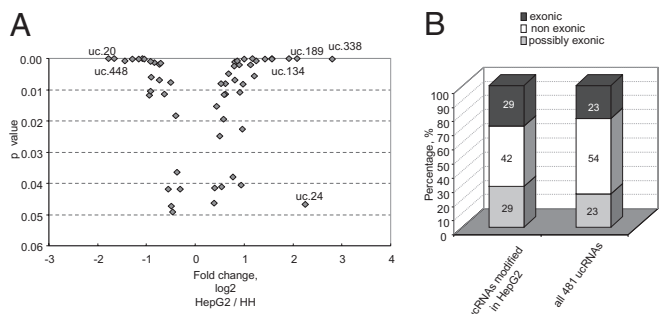 A
uc.20
uc.448
uc.189
uc.338
uc.134
uc.24
0.00
0.01
0.02
0.03
0.04
0.05
0.06
p value
-3 -2 -1 0 1 2 3 4
Fold change,
log2
HepG2 / HH
B
exonic
non exonic
possibly exonic
100
90
80
70
60
50
40
30
20
10
0
Percentage, %
29
42
29
23
54
23
modified
in HepG2
all 481 ucRNAs